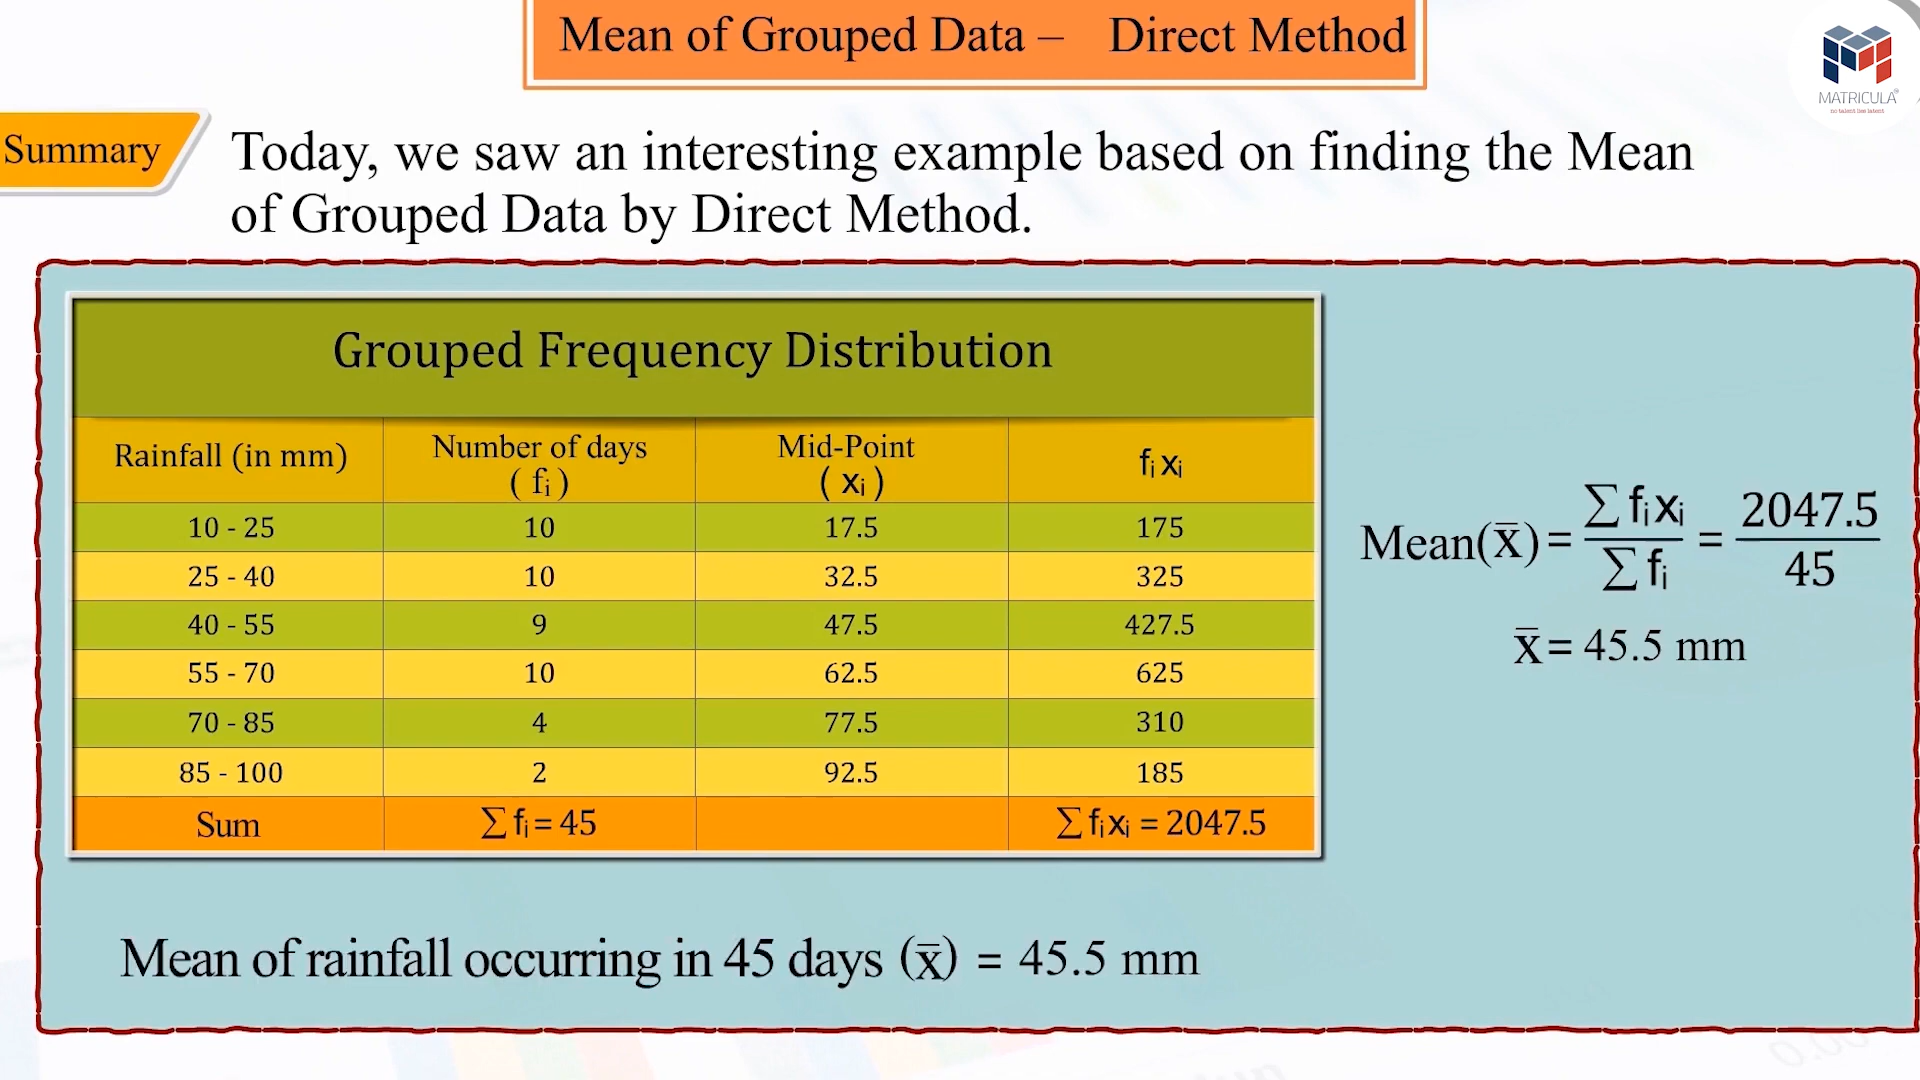 Mean of Grouped Data – Direct Method
MATRICULA
no talent lies latent
Summary
Today, we saw an interesting example based on finding the Mean
of Grouped Data by Direct Method.
Grouped Frequency Distribution
Rainfall (in mm) Number of days ( fᵢ ) Mid-Point ( xᵢ ) fᵢ xᵢ
10 - 25 10 17.5 175
25 - 40 10 32.5 325
40 - 55 9 47.5 427.5
55 - 70 10 62.5 625
70 - 85 4 77.5 310
85 - 100 2 92.5 185
Sum ∑ fᵢ = 45 ∑ fᵢ xᵢ = 2047.5
Mean(x̅) = ∑ fᵢxᵢ / ∑ fᵢ = 2047.5 / 45
x̅ = 45.5 mm
Mean of rainfall occurring in 45 days (x̅) = 45.5 mm